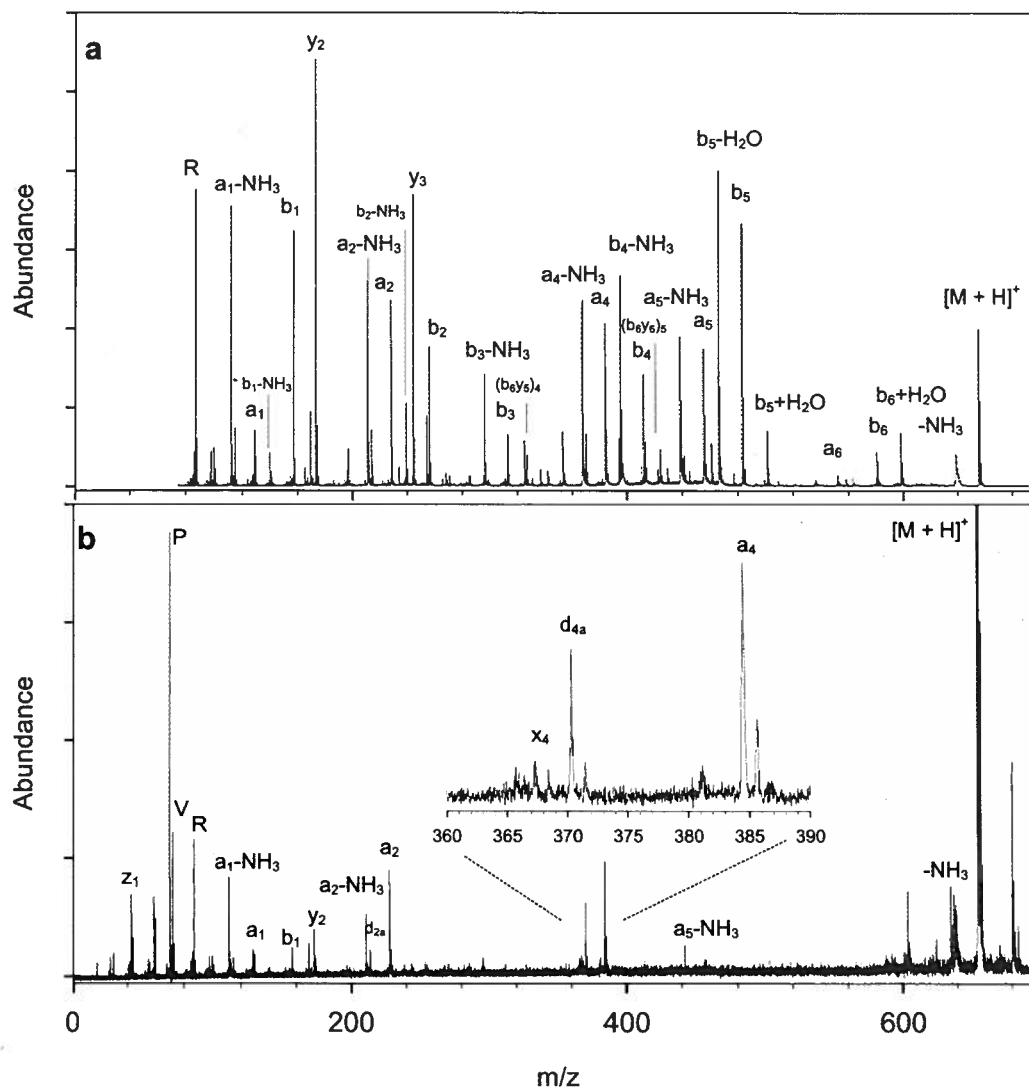 a
Abundance
R
a1-NH3
* b1-NH3
a1
b1
y2
b2-NH3
a2-NH3
a2
y3
b2
b3-NH3
(b6y5)4
b3
a4-NH3
a4
b4-NH3
(b6y6)5
b4
a5-NH3
a5
b5-H2O
b5
b5+H2O
a6
b6+H2O
b6
-NH3
[M + H]+
b
Abundance
P
V
R
z1
a1-NH3
a1
b1
y2
a2-NH3
d2a
a2
x4
d4a
a4
360 365 370 375 380 385 390
a5-NH3
-NH3
[M + H]+
0 200 400 600
m/z